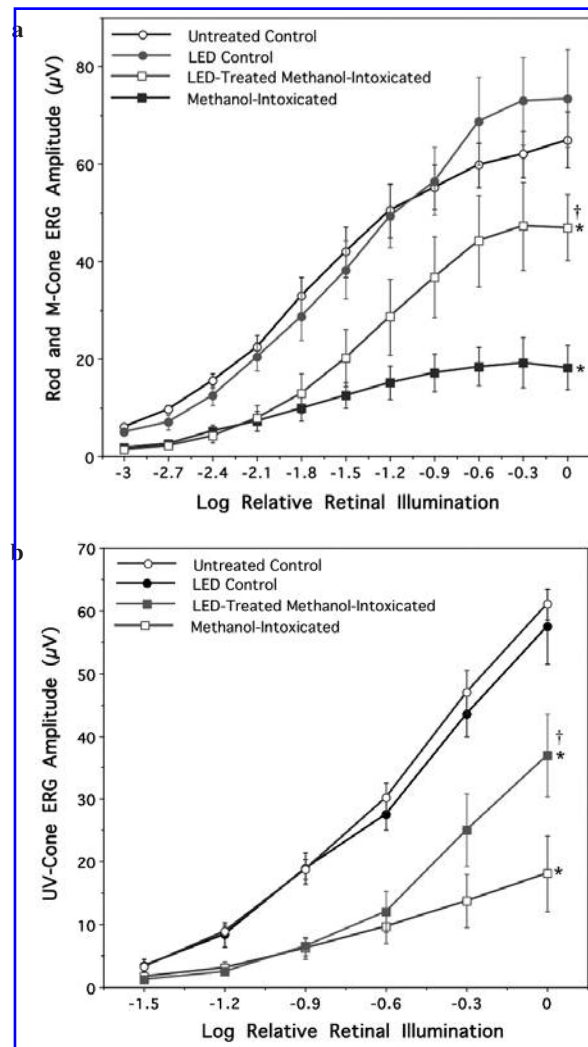 a
Untreated Control
LED Control
LED-Treated Methanol-Intoxicated
Methanol-Intoxicated
Rod and M-Cone ERG Amplitude (µV)
80
60
40
20
0
†
*
*
-3 -2.7 -2.4 -2.1 -1.8 -1.5 -1.2 -0.9 -0.6 -0.3 0
Log Relative Retinal Illumination
b
Untreated Control
LED Control
LED-Treated Methanol-Intoxicated
Methanol-Intoxicated
UV-Cone ERG Amplitude (µV)
70
60
50
40
30
20
10
0
†
*
*
-1.5 -1.2 -0.9 -0.6 -0.3 0
Log Relative Retinal Illumination